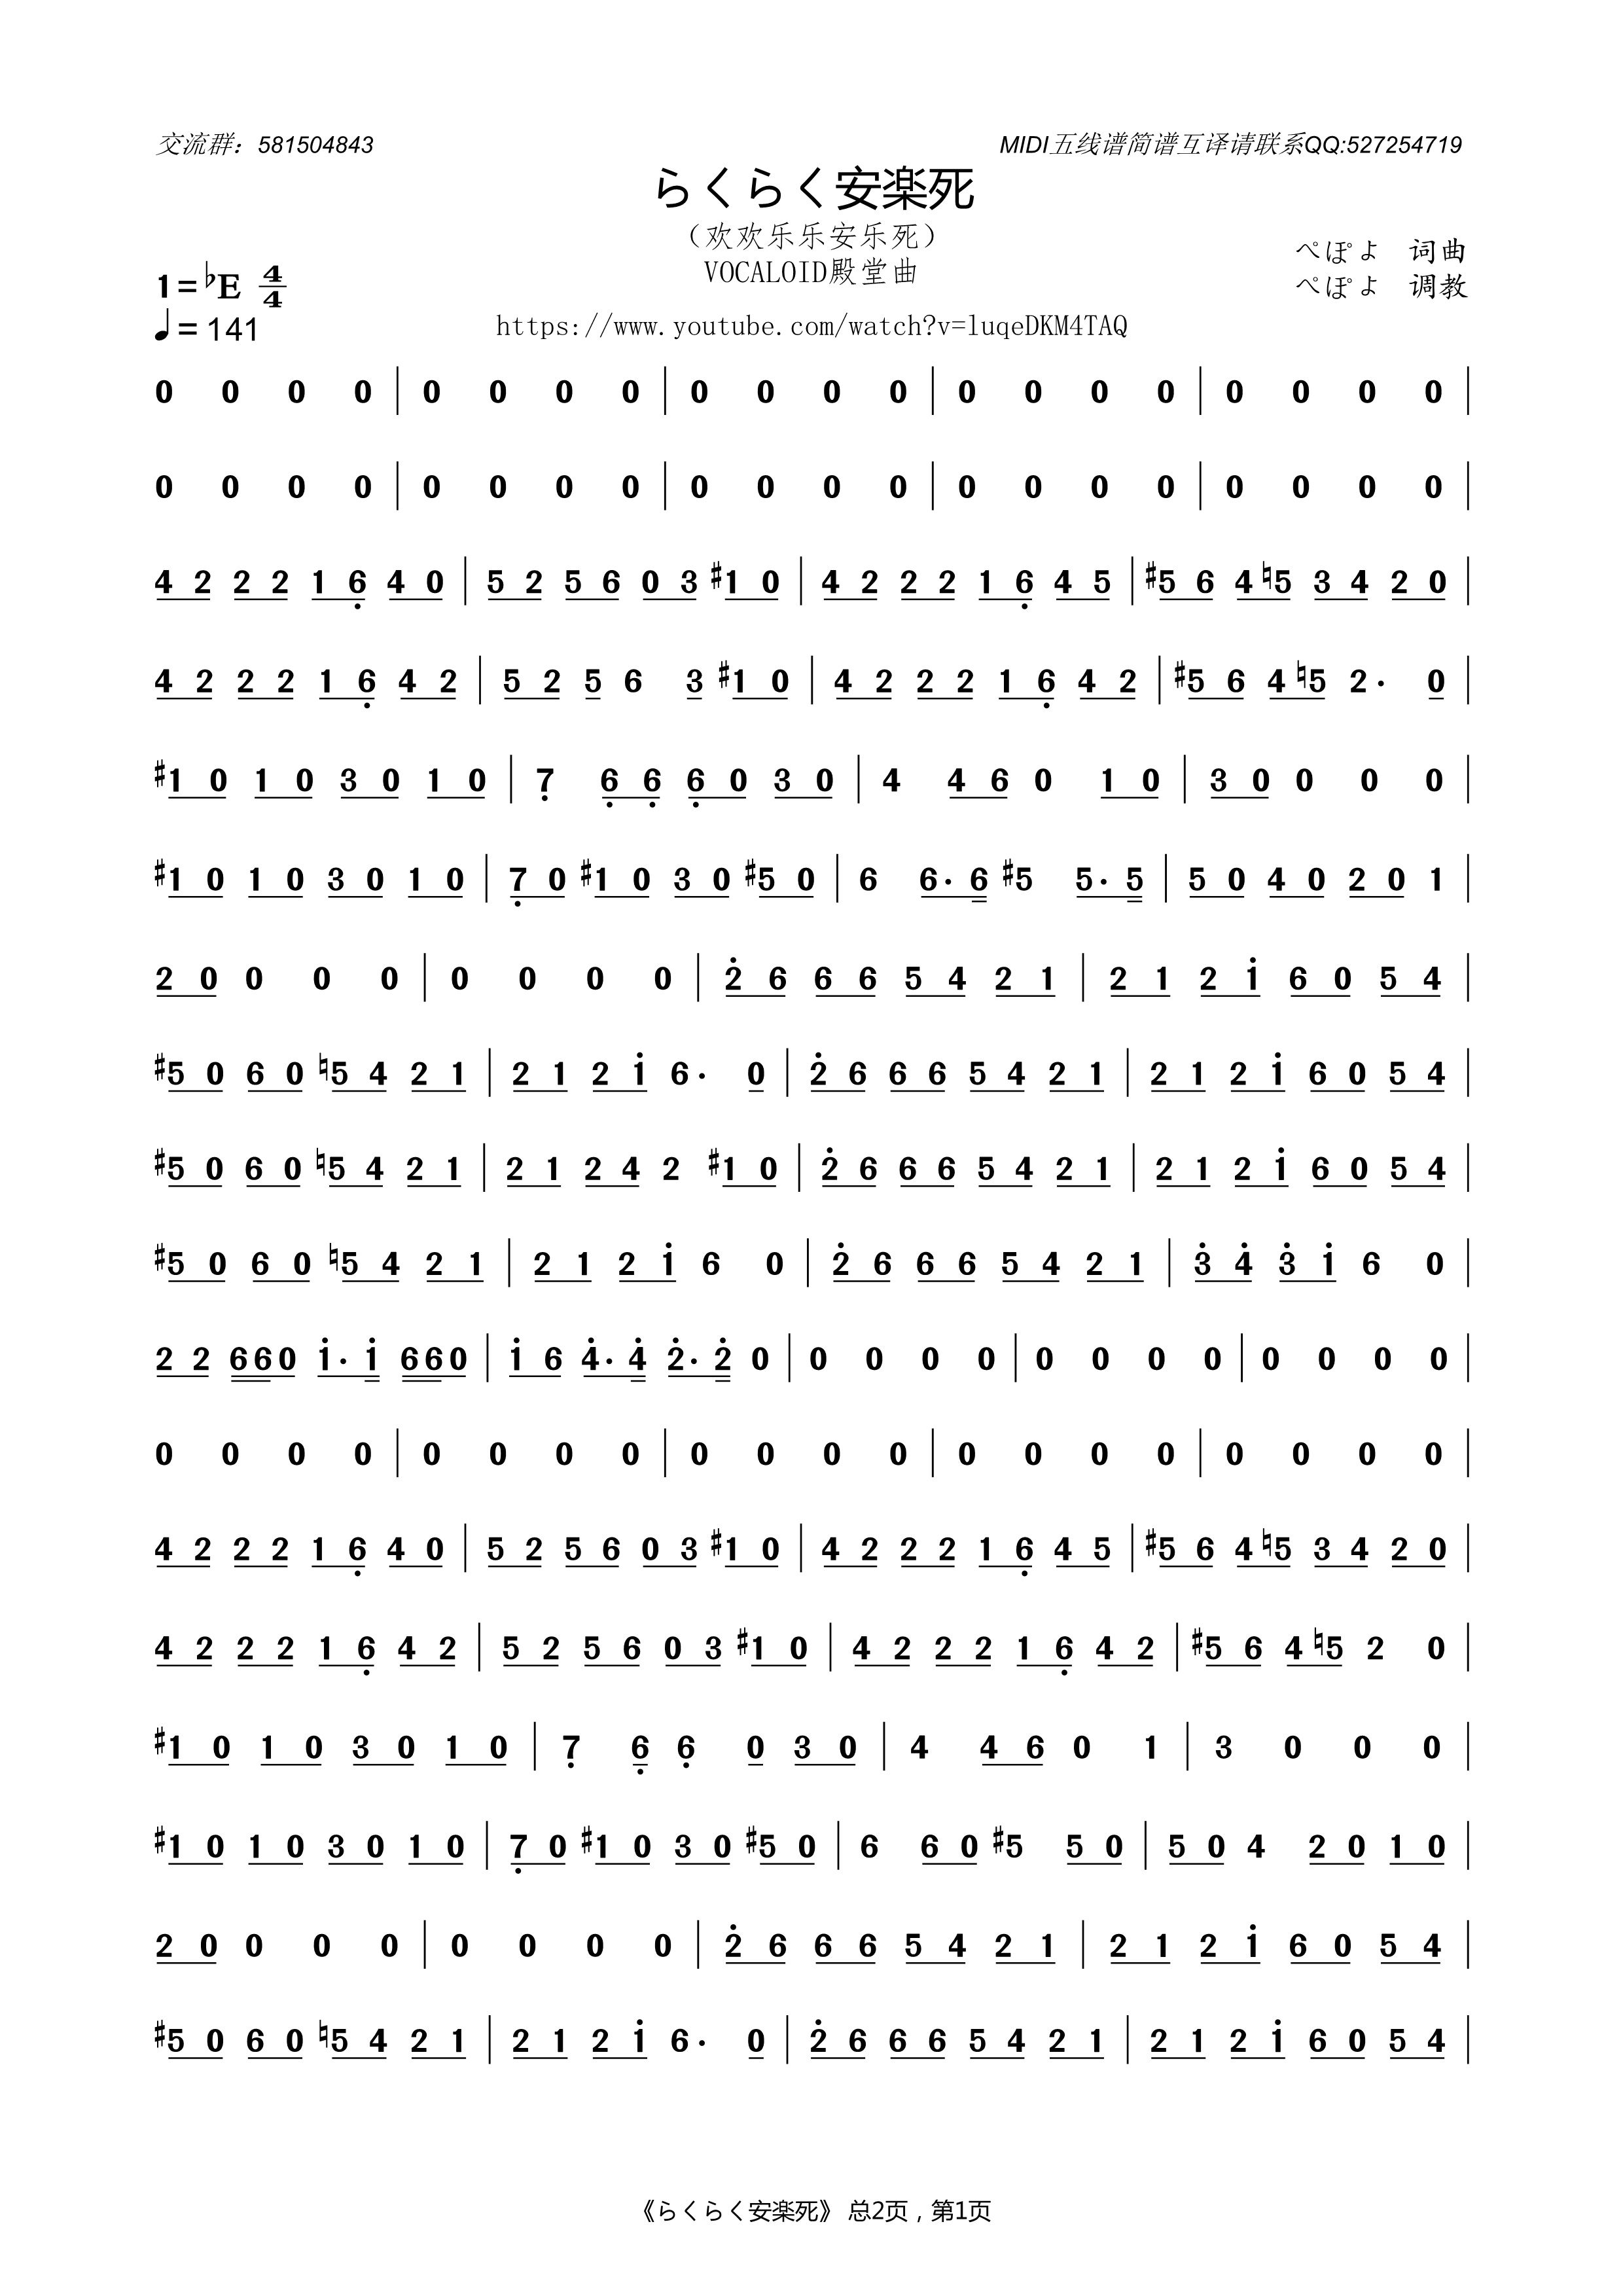 交流群：581504843
MIDI五线谱简谱互译请联系QQ:527254719
らくらく安楽死
（欢欢乐乐安乐死）
VOCALOID殿堂曲
ぺぽよ 词曲
ぺぽよ 调教
1=♭E 4/4
♩= 141
https://www.youtube.com/watch?v=luqeDKM4TAQ
0 0 0 0 | 0 0 0 0 | 0 0 0 0 | 0 0 0 0 | 0 0 0 0 |
0 0 0 0 | 0 0 0 0 | 0 0 0 0 | 0 0 0 0 | 0 0 0 0 |
4 2 2 2 1 6̣ 4 0 | 5 2 5 6 0 3 #1 0 | 4 2 2 2 1 6̣ 4 5 | #5 6 4 ♮5 3 4 2 0 |
4 2 2 2 1 6̣ 4 2 | 5 2 5 6 3 #1 0 | 4 2 2 2 1 6̣ 4 2 | #5 6 4 ♮5 2· 0 |
#1 0 1 0 3 0 1 0 | 7̣ 6̣ 6̣ 6̣ 0 3 0 | 4 4 6 0 1 0 | 3 0 0 0 0 |
#1 0 1 0 3 0 1 0 | 7̣ 0 #1 0 3 0 #5 0 | 6 6· 6 #5 5· 5 | 5 0 4 0 2 0 1 |
2 0 0 0 0 | 0 0 0 0 | 2̇ 6 6 6 5 4 2 1 | 2 1 2 1̇ 6 0 5 4 |
#5 0 6 0 ♮5 4 2 1 | 2 1 2 1̇ 6· 0 | 2̇ 6 6 6 5 4 2 1 | 2 1 2 1̇ 6 0 5 4 |
#5 0 6 0 ♮5 4 2 1 | 2 1 2 4 2 #1 0 | 2̇ 6 6 6 5 4 2 1 | 2 1 2 1̇ 6 0 5 4 |
#5 0 6 0 ♮5 4 2 1 | 2 1 2 1̇ 6 0 | 2̇ 6 6 6 5 4 2 1 | 3̇ 4̇ 3̇ 1̇ 6 0 |
2 2 6 6 0 1̇· 1̇ 6 6 0 | 1̇ 6 4̇· 4̇ 2̇· 2̇ 0 | 0 0 0 0 | 0 0 0 0 | 0 0 0 0 |
0 0 0 0 | 0 0 0 0 | 0 0 0 0 | 0 0 0 0 | 0 0 0 0 |
4 2 2 2 1 6̣ 4 0 | 5 2 5 6 0 3 #1 0 | 4 2 2 2 1 6̣ 4 5 | #5 6 4 ♮5 3 4 2 0 |
4 2 2 2 1 6̣ 4 2 | 5 2 5 6 0 3 #1 0 | 4 2 2 2 1 6̣ 4 2 | #5 6 4 ♮5 2 0 |
#1 0 1 0 3 0 1 0 | 7̣ 6̣ 6̣ 0 3 0 | 4 4 6 0 1 | 3 0 0 0 |
#1 0 1 0 3 0 1 0 | 7̣ 0 #1 0 3 0 #5 0 | 6 6 0 #5 5 0 | 5 0 4 2 0 1 0 |
2 0 0 0 0 | 0 0 0 0 | 2̇ 6 6 6 5 4 2 1 | 2 1 2 1̇ 6 0 5 4 |
#5 0 6 0 ♮5 4 2 1 | 2 1 2 1̇ 6· 0 | 2̇ 6 6 6 5 4 2 1 | 2 1 2 1̇ 6 0 5 4 |
《らくらく安楽死》 总2页，第1页